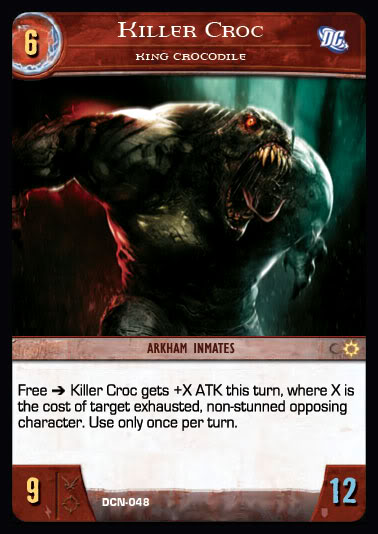 6
KILLER CROC
DC
KING CROCODILE
ARKHAM INMATES
Free ➔ Killer Croc gets +X ATK this turn, where X is
the cost of target exhausted, non-stunned opposing
character. Use only once per turn.
9
DCN-048
12